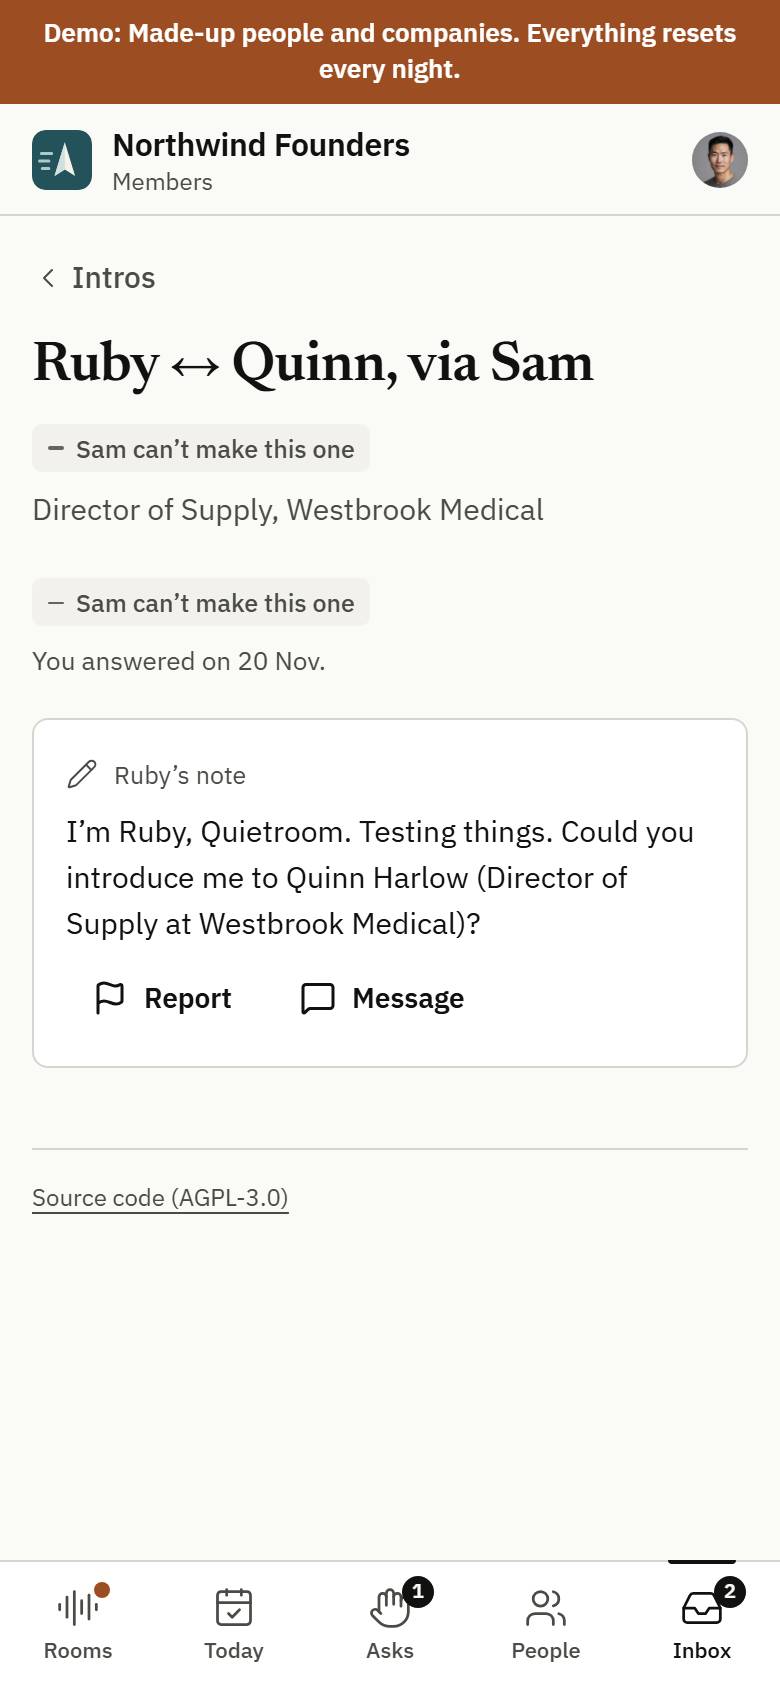 Demo: Made-up people and companies. Everything resets
every night.
Northwind Founders
Members
Intros
Ruby ↔ Quinn, via Sam
Sam can’t make this one
Director of Supply, Westbrook Medical
Sam can’t make this one
You answered on 20 Nov.
Ruby’s note
I’m Ruby, Quietroom. Testing things. Could you
introduce me to Quinn Harlow (Director of
Supply at Westbrook Medical)?
Report Message
Source code (AGPL-3.0)
1 2
Rooms Today Asks People Inbox